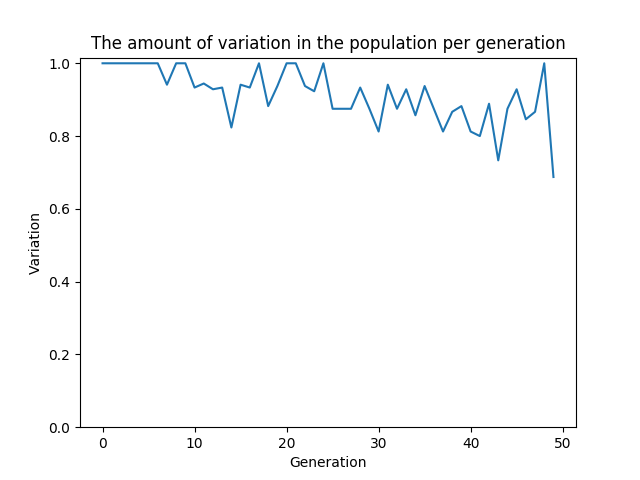 The amount of variation in the population per generation
1.0
0.8
0.6
0.4
0.2
0.0
Variation
0 10 20 30 40 50
Generation